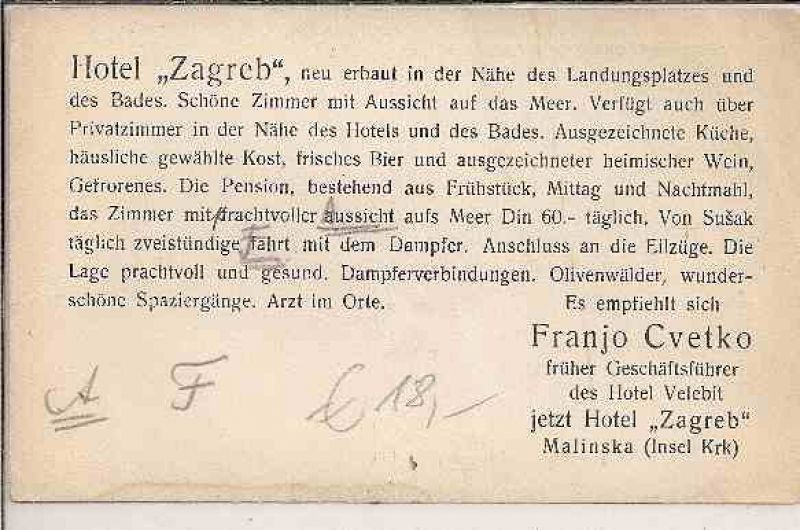 Hotel „Zagreb“, neu erbaut in der Nähe des Landungsplatzes und
des Bades. Schöne Zimmer mit Aussicht auf das Meer. Verfügt auch über
Privatzimmer in der Nähe des Hotels und des Bades. Ausgezeichnete Küche,
häusliche gewählte Kost, frisches Bier und ausgezeichneter heimischer Wein,
Gefrorenes. Die Pension, bestehend aus Frühstück, Mittag und Nachtmahl,
das Zimmer mit prachtvoller aussicht aufs Meer Din 60.- täglich. Von Sušak
täglich zveistündige fahrt mit dem Dampfer. Anschluss an die Eilzüge. Die
Lage prachtvoll und gesund. Dampferverbindungen. Olivenwälder, wunder-
schöne Spaziergänge. Arzt im Orte.
Es empfiehlt sich
Franjo Cvetko
früher Geschäftsführer
des Hotel Velebit
jetzt Hotel „Zagreb“
Malinska (Insel Krk)
A F 18,-